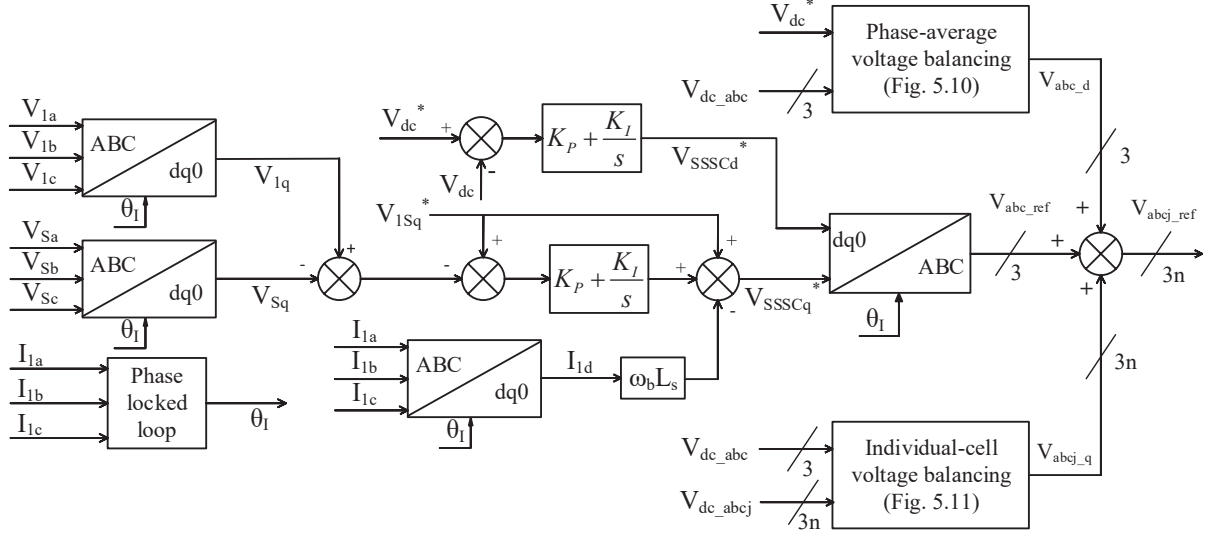 V1a
V1b
V1c
ABC
dq0
θI
V1q
VSa
VSb
VSc
ABC
dq0
θI
VSq
-
+
I1a
I1b
I1c
Phase
locked
loop
θI
Vdc*
+
-
Vdc
KP + KI/s
VSSSCd*
V1Sq*
+
-
KP + KI/s
+
+
-
VSSSCq*
I1a
I1b
I1c
ABC
dq0
θI
I1d
ωbLs
dq0
ABC
θI
Vdc*
Vdc_abc
3
Phase-average
voltage balancing
(Fig. 5.10)
Vabc_d
3
Vabc_ref
3
+
+
+
Vabcj_ref
3n
3n
Vdc_abc
3
Vdc_abcj
3n
Individual-cell
voltage balancing
(Fig. 5.11)
Vabcj_q